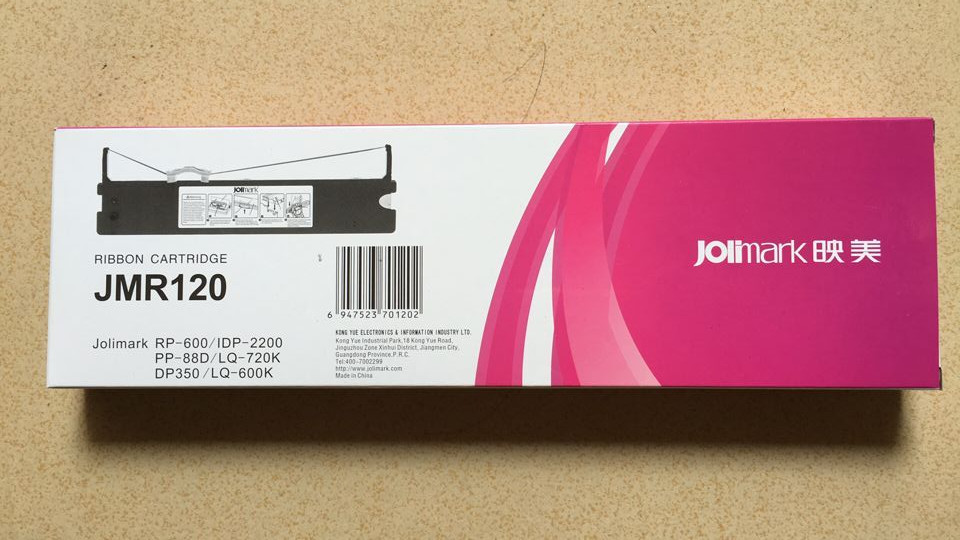 Jolimark
RIBBON CARTRIDGE
JMR120
Jolimark RP-600/IDP-2200
PP-88D/LQ-720K
DP350/LQ-600K
6 947523 701202
KONG YUE ELECTRONICS & INFORMATION INDUSTRY LTD.
Kong Yue Industrial Park,18 Kong Yue Road,
Jinguzhou Zone Xinhui District, Jiangmen City,
Guangdong Province,P.R.C.
Tel:400-7002299
http://www.jolimark.com
Made in China
Jolimark 映美